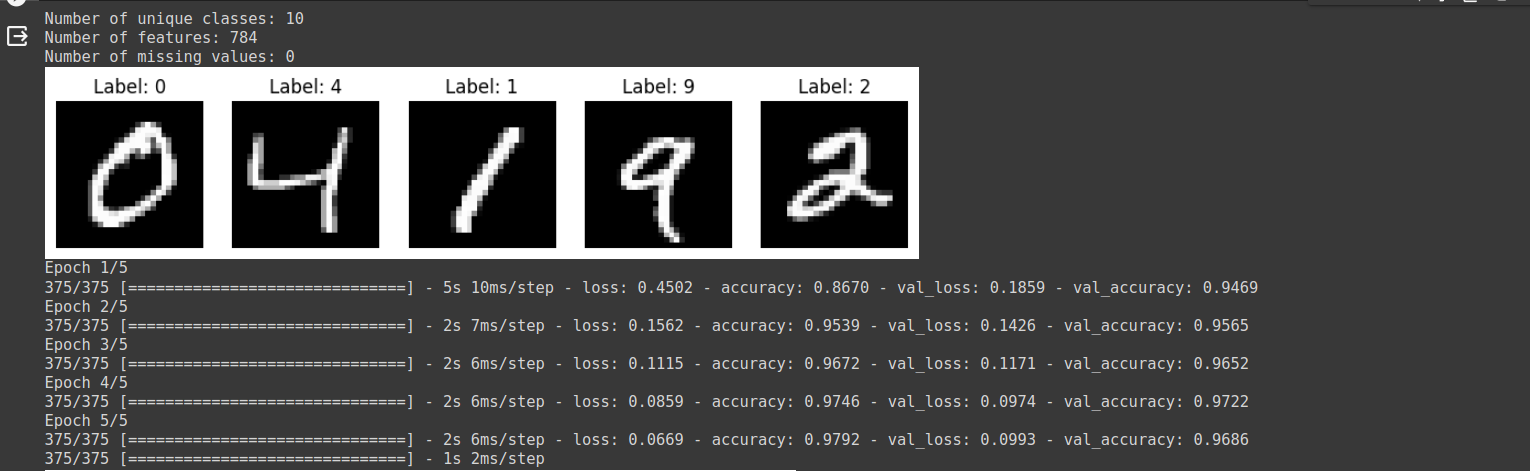 Number of unique classes: 10
Number of features: 784
Number of missing values: 0
Label: 0 Label: 4 Label: 1 Label: 9 Label: 2
0 4 1 9 2
Epoch 1/5
375/375 [==============================] - 5s 10ms/step - loss: 0.4502 - accuracy: 0.8670 - val_loss: 0.1859 - val_accuracy: 0.9469
Epoch 2/5
375/375 [==============================] - 2s 7ms/step - loss: 0.1562 - accuracy: 0.9539 - val_loss: 0.1426 - val_accuracy: 0.9565
Epoch 3/5
375/375 [==============================] - 2s 6ms/step - loss: 0.1115 - accuracy: 0.9672 - val_loss: 0.1171 - val_accuracy: 0.9652
Epoch 4/5
375/375 [==============================] - 2s 6ms/step - loss: 0.0859 - accuracy: 0.9746 - val_loss: 0.0974 - val_accuracy: 0.9722
Epoch 5/5
375/375 [==============================] - 2s 6ms/step - loss: 0.0669 - accuracy: 0.9792 - val_loss: 0.0993 - val_accuracy: 0.9686
375/375 [==============================] - 1s 2ms/step